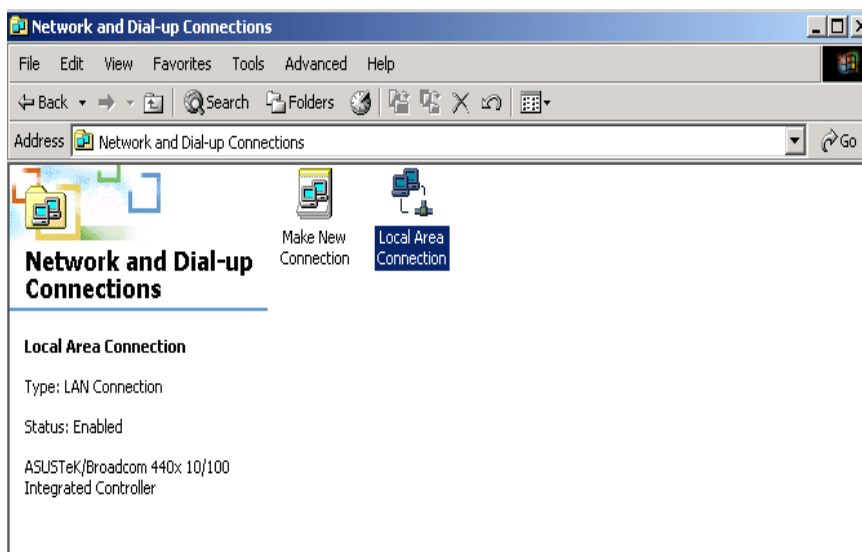 Network and Dial-up Connections
File Edit View Favorites Tools Advanced Help
Back Search Folders
Address Network and Dial-up Connections Go
Make New
Connection
Local Area
Connection
Network and Dial-up
Connections
Local Area Connection
Type: LAN Connection
Status: Enabled
ASUSTeK/Broadcom 440x 10/100
Integrated Controller